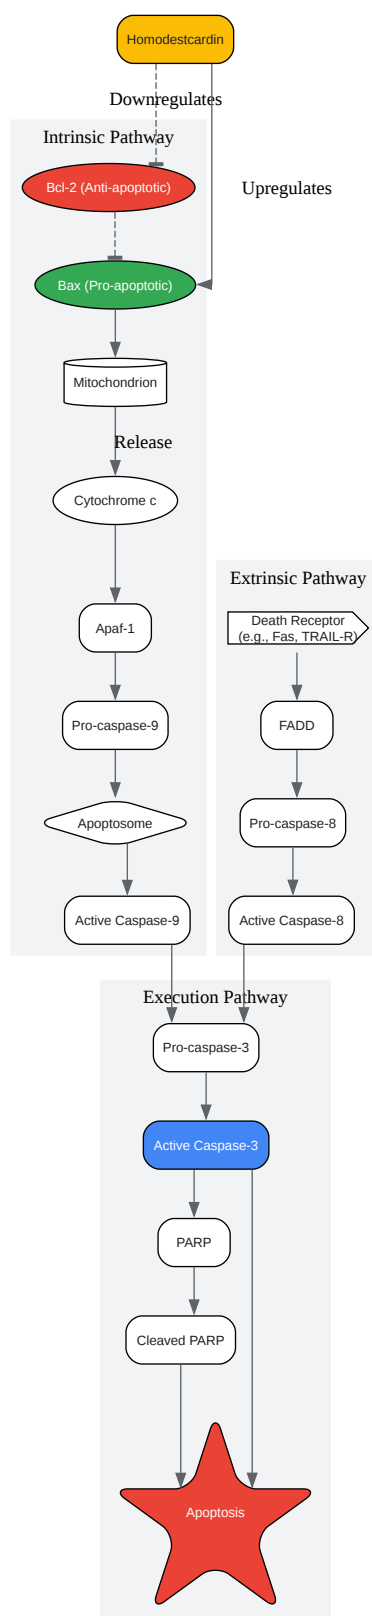 Homodestcardin
Downregulates
Intrinsic Pathway
Bcl-2 (Anti-apoptotic)
Upregulates
Bax (Pro-apoptotic)
Mitochondrion
Release
Cytochrome c
Apaf-1
Pro-caspase-9
Apoptosome
Active Caspase-9
Extrinsic Pathway
Death Receptor
(e.g., Fas, TRAIL-R)
FADD
Pro-caspase-8
Active Caspase-8
Execution Pathway
Pro-caspase-3
Active Caspase-3
PARP
Cleaved PARP
Apoptosis